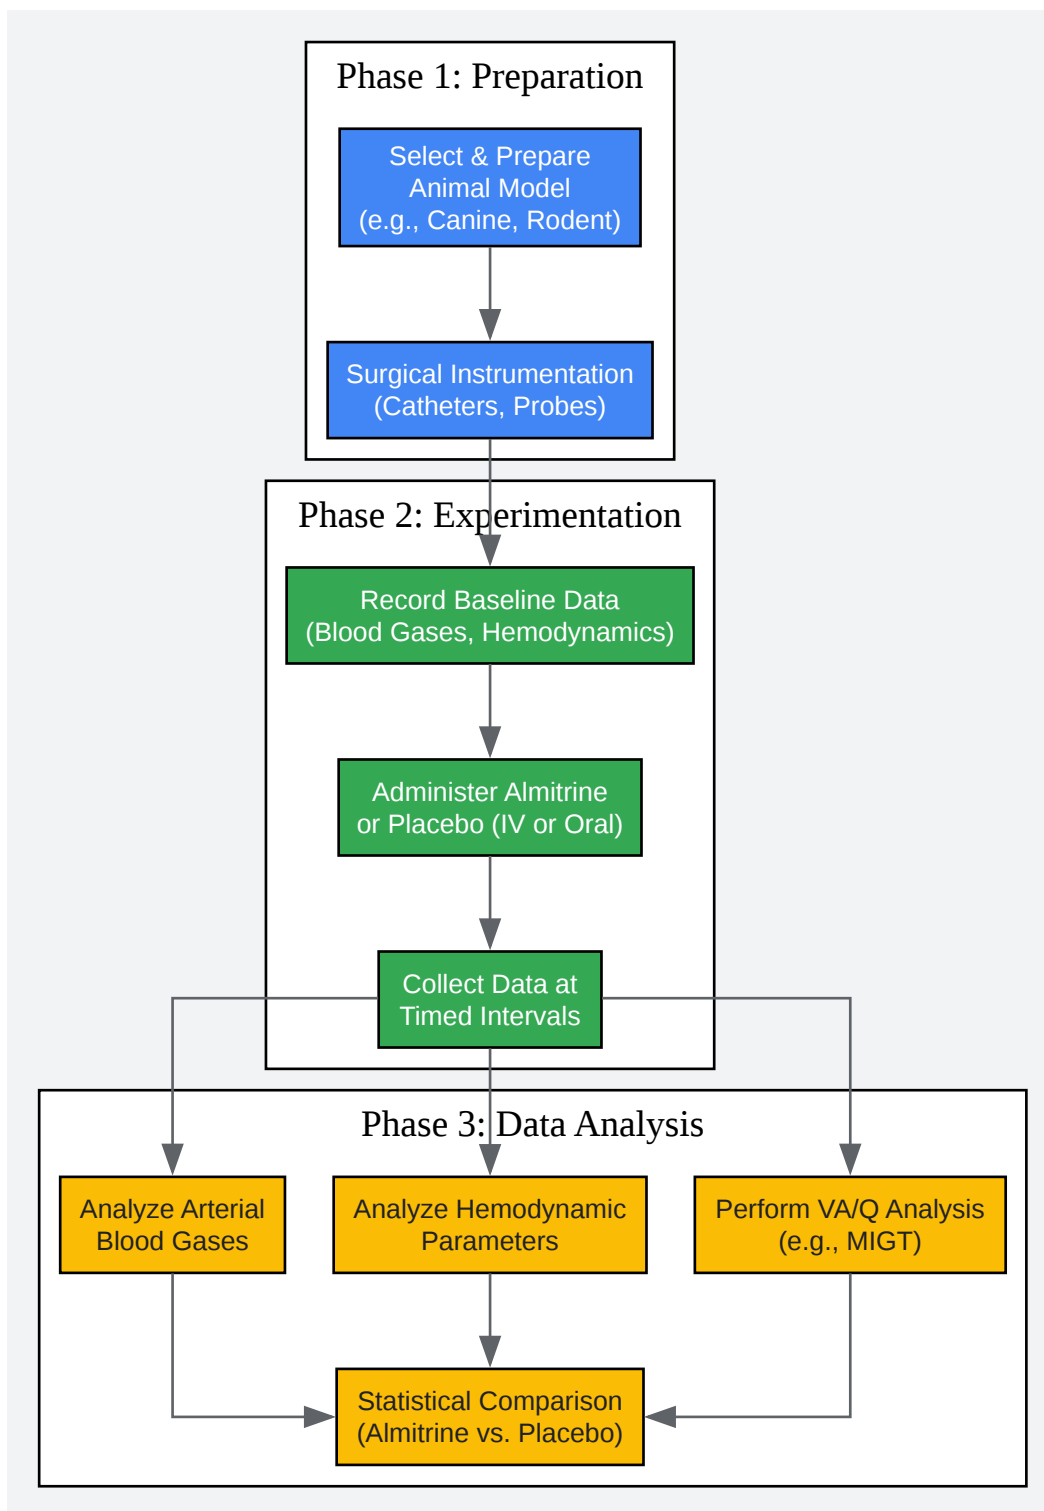 Phase 1: Preparation
Select & Prepare
Animal Model
(e.g., Canine, Rodent)
Surgical Instrumentation
(Catheters, Probes)
Phase 2: Experimentation
Record Baseline Data
(Blood Gases, Hemodynamics)
Administer Almitrine
or Placebo (IV or Oral)
Collect Data at
Timed Intervals
Phase 3: Data Analysis
Analyze Arterial
Blood Gases
Analyze Hemodynamic
Parameters
Perform VA/Q Analysis
(e.g., MIGT)
Statistical Comparison
(Almitrine vs. Placebo)